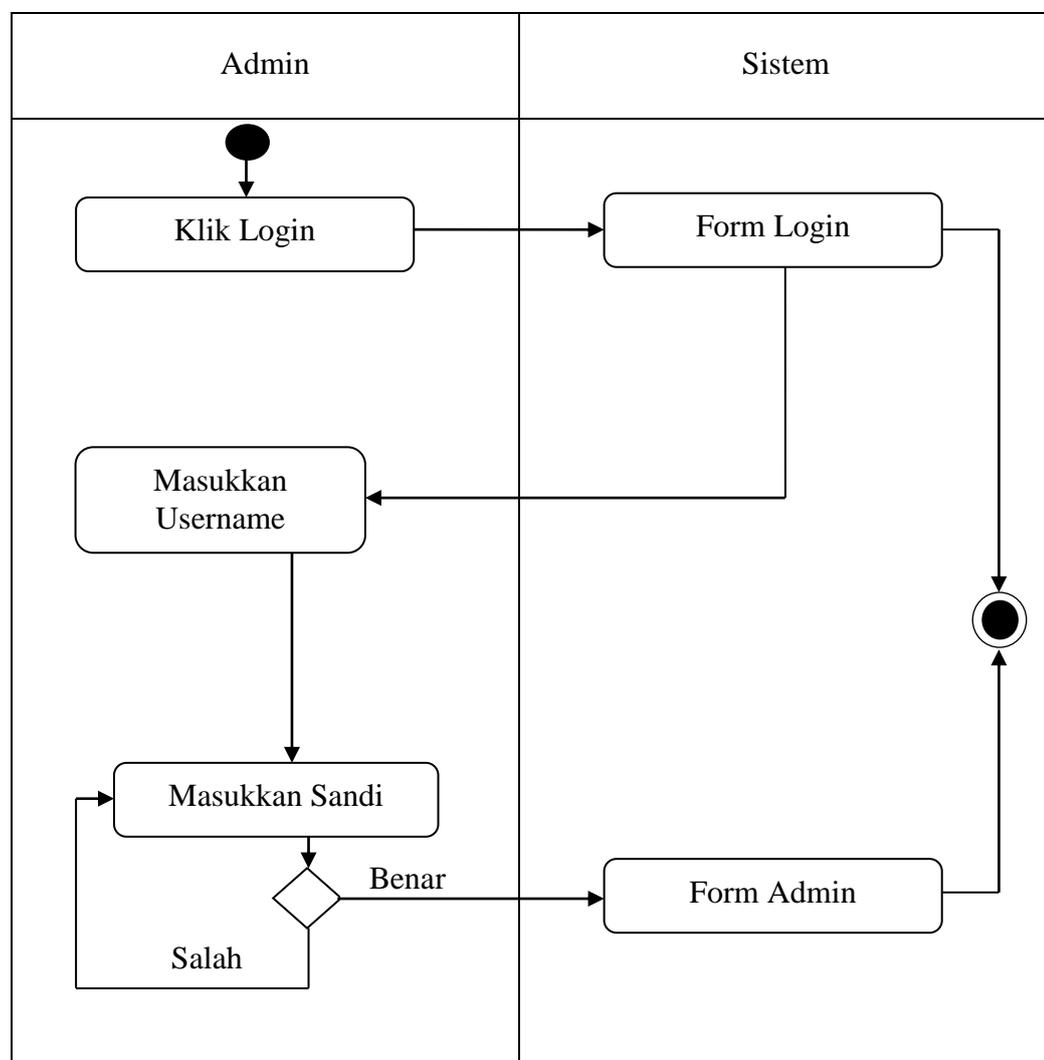 Admin
Sistem
Klik Login
Form Login
Masukkan
Username
Masukkan Sandi
Benar
Form Admin
Salah